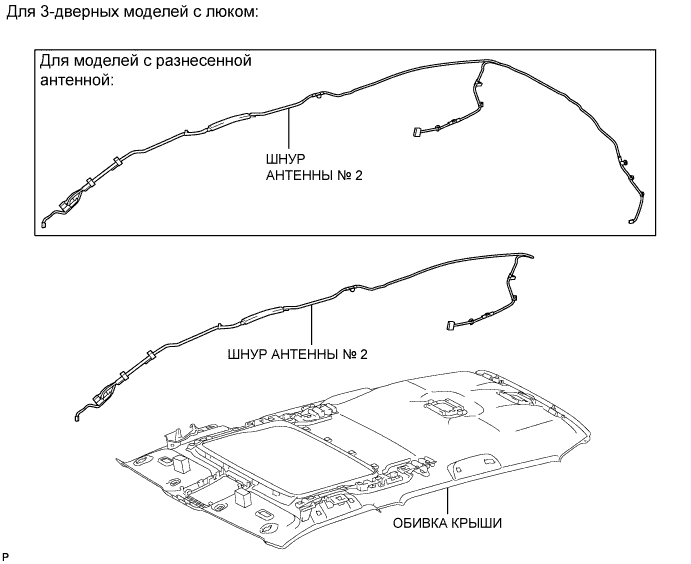 Для 3-дверных моделей с люком:
Для моделей с разнесенной
антенной:
ШНУР
АНТЕННЫ № 2
ШНУР АНТЕННЫ № 2
ОБИВКА КРЫШИ
P